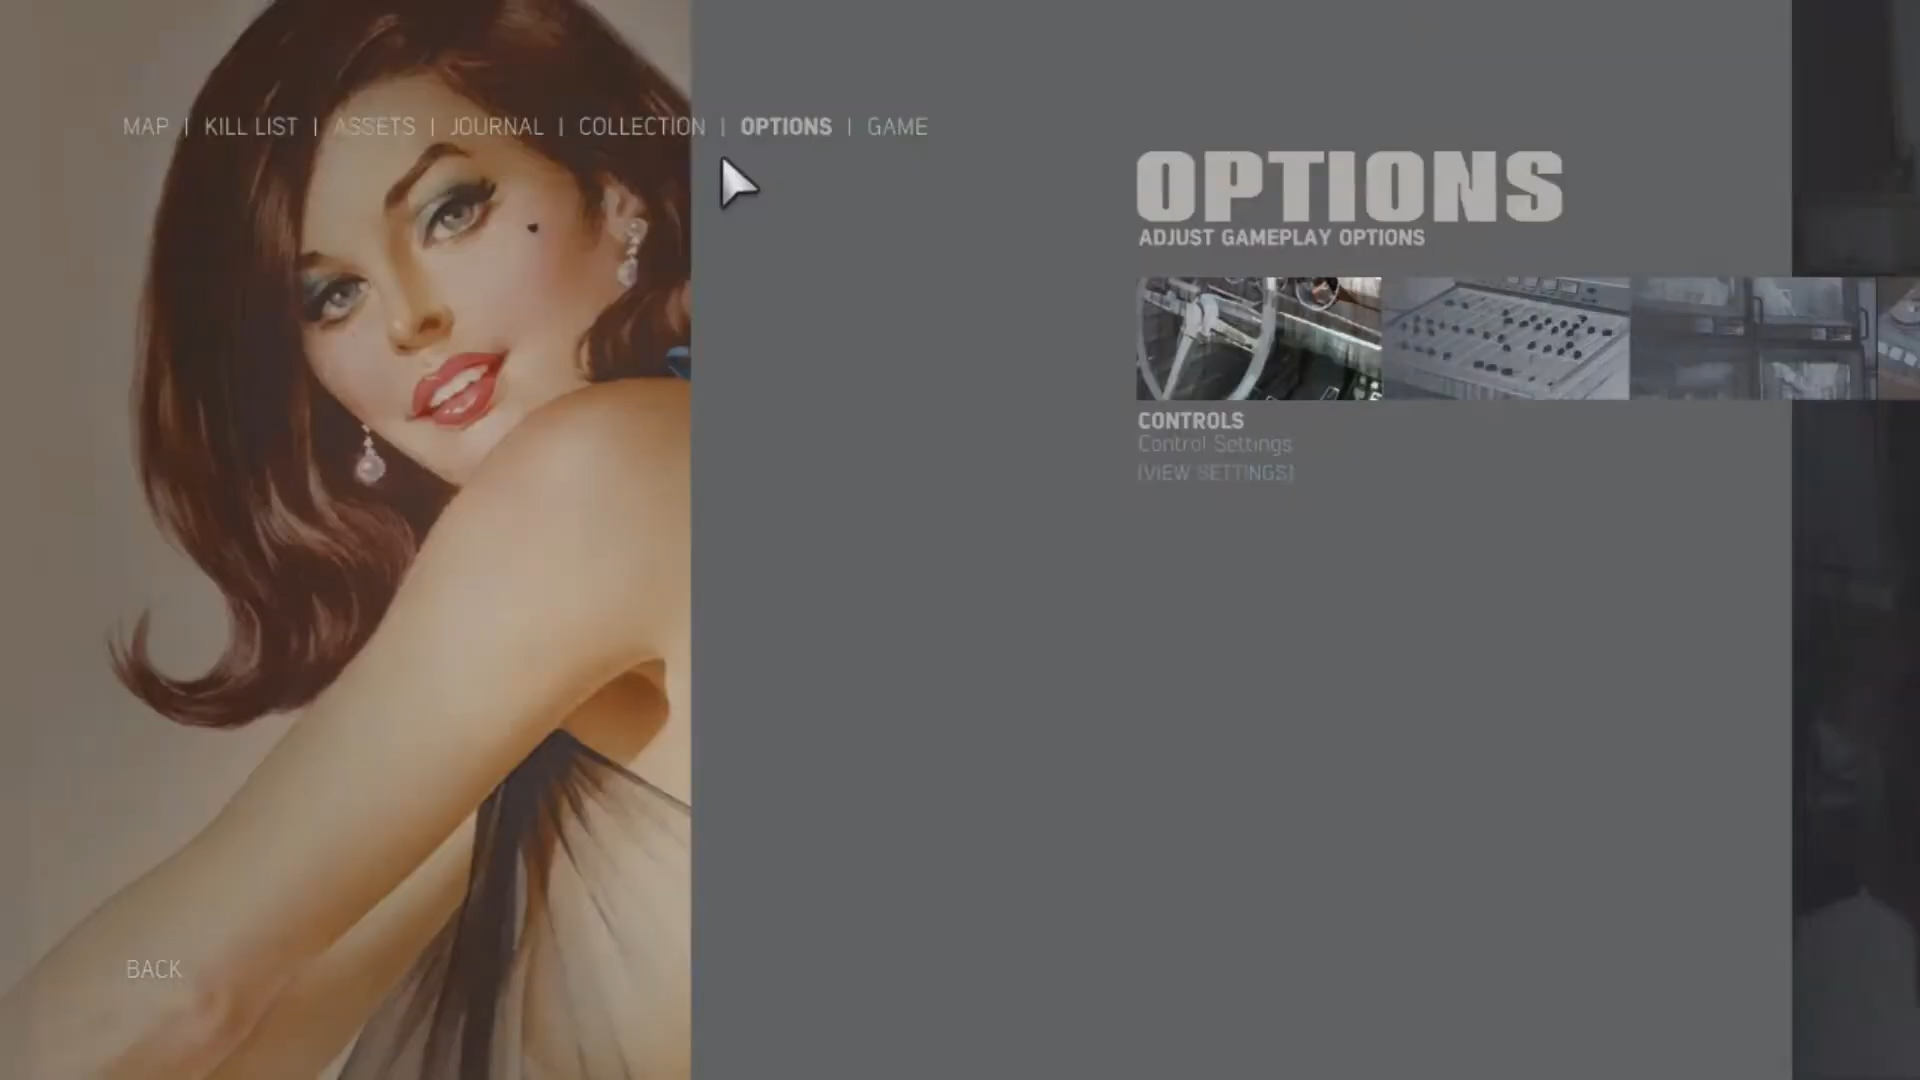 MAP | KILL LIST | ASSETS | JOURNAL | COLLECTION | OPTIONS | GAME
OPTIONS
ADJUST GAMEPLAY OPTIONS
CONTROLS
Control Settings
[VIEW SETTINGS]
BACK